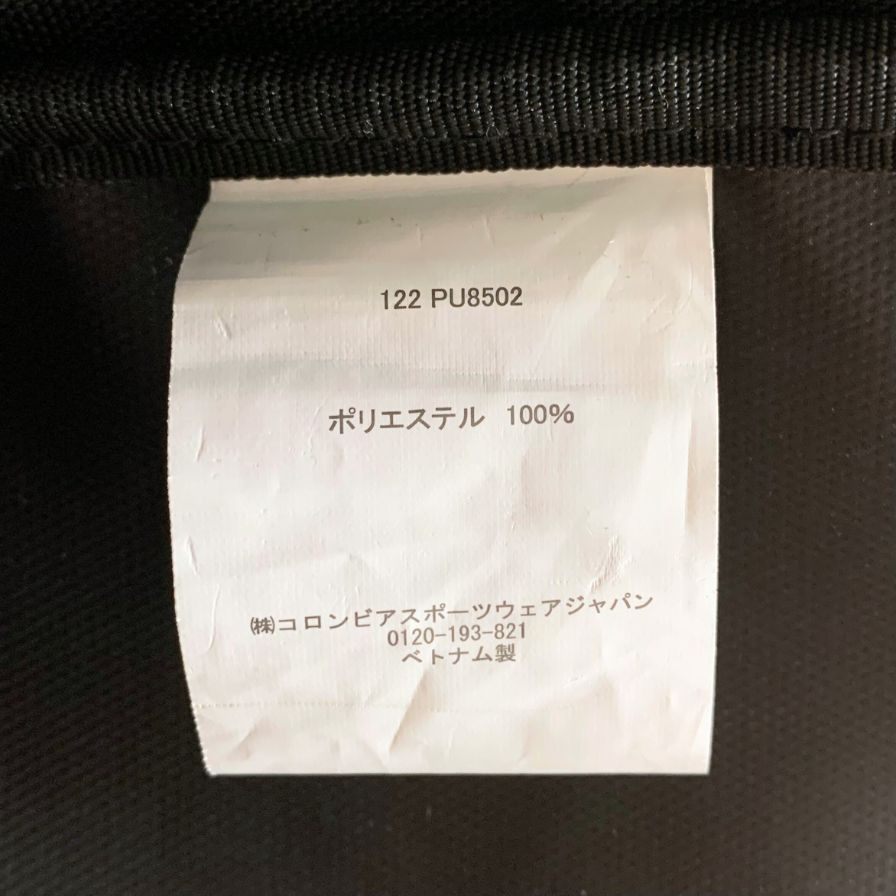 122 PU8502
ポリエステル 100%
㈱コロンビアスポーツウェアジャパン
0120-193-821
ベトナム製